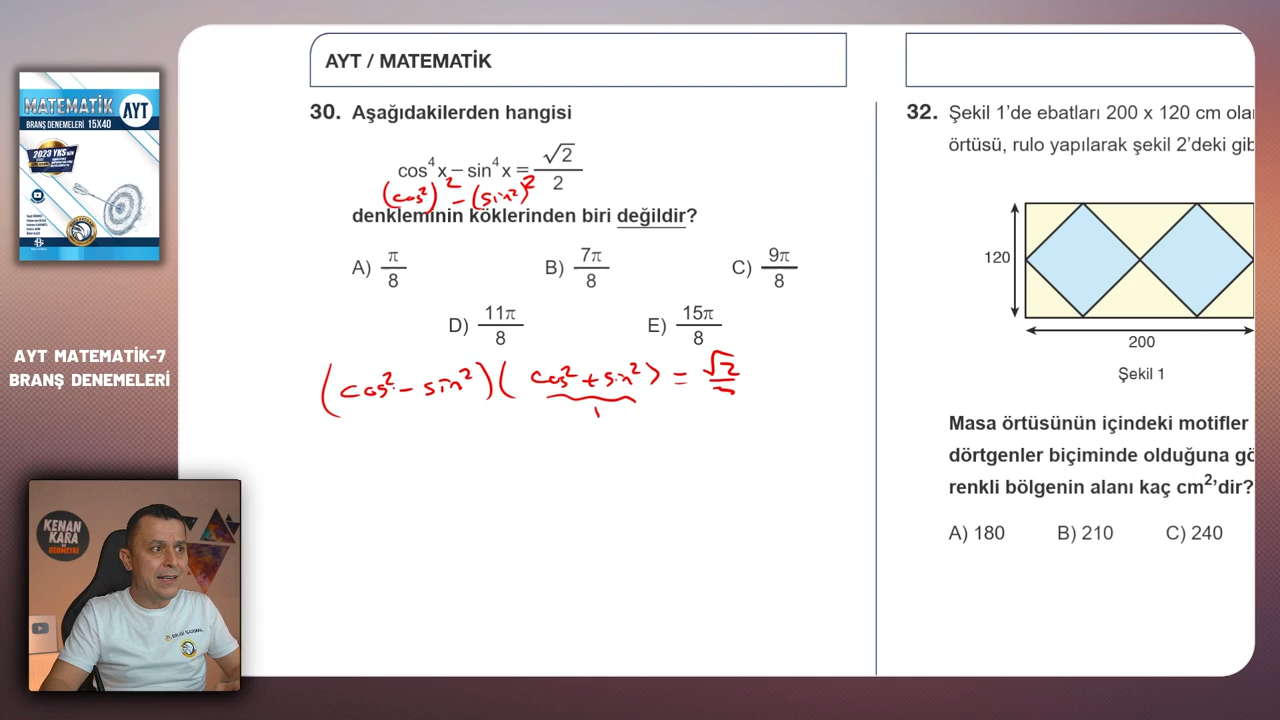 MATEMATİK AYT
BRANŞ DENEMELERİ 15X40
2023 YKS'NİN
AYT MATEMATİK-7
BRANŞ DENEMELERİ
KENAN
KARA
GEOMETRİ
AYT / MATEMATİK
30. Aşağıdakilerden hangisi
cos⁴x – sin⁴x = √2/2
(cos²)² – (sin²)²
denkleminin köklerinden biri değildir?
A) π/8 B) 7π/8 C) 9π/8
D) 11π/8 E) 15π/8
(cos² – sin²)(cos² + sin²) = √2/2
1
32. Şekil 1'de ebatları 200 x 120 cm olan
örtüsü, rulo yapılarak şekil 2'deki gib
120
200
Şekil 1
Masa örtüsünün içindeki motifler
dörtgenler biçiminde olduğuna gö
renkli bölgenin alanı kaç cm²'dir?
A) 180 B) 210 C) 240